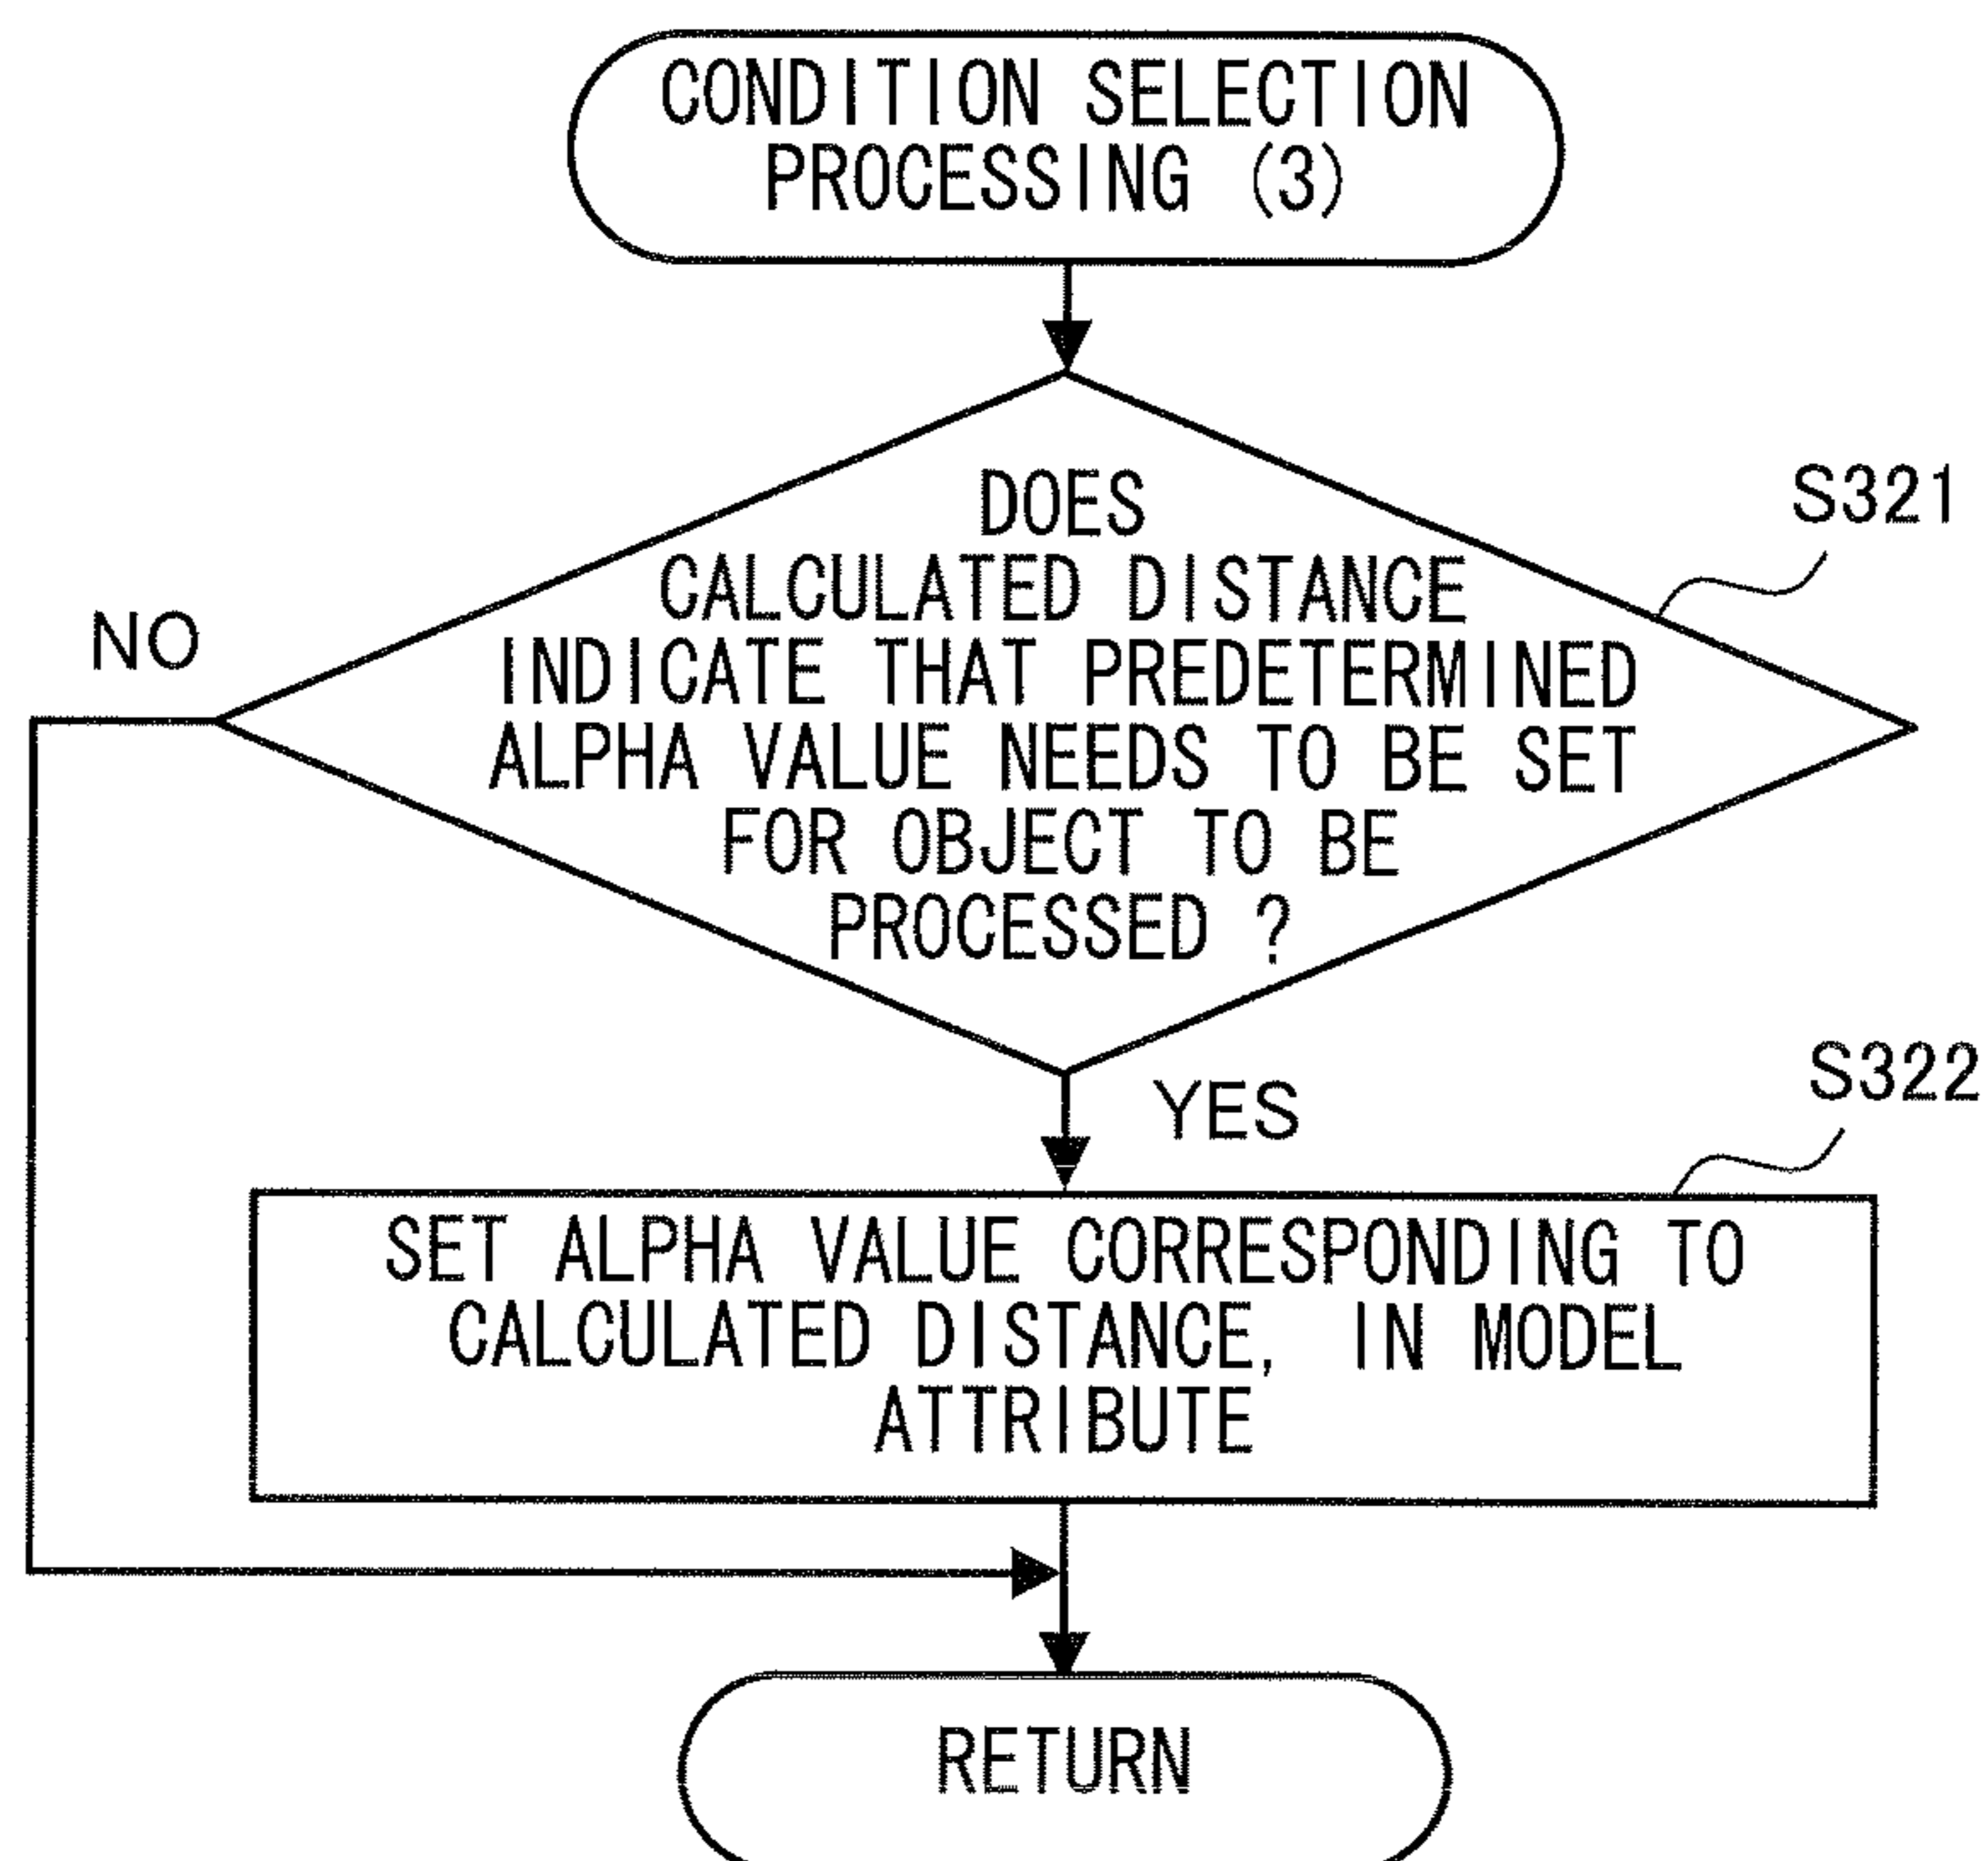 CONDITION SELECTION
PROCESSING (3)
DOES
CALCULATED DISTANCE
INDICATE THAT PREDETERMINED
ALPHA VALUE NEEDS TO BE SET
FOR OBJECT TO BE
PROCESSED ?
S321
NO
YES
S322
SET ALPHA VALUE CORRESPONDING TO
CALCULATED DISTANCE, IN MODEL
ATTRIBUTE
RETURN